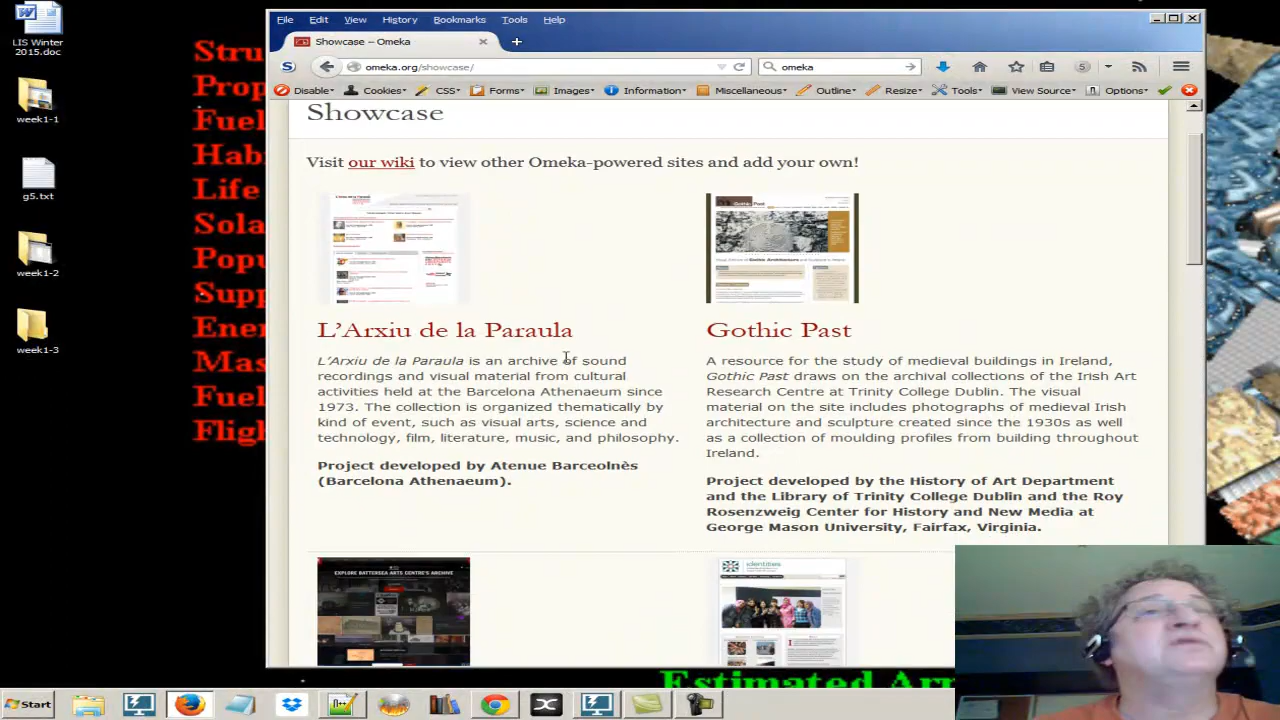 LIS Winter
2015.doc
week1-1
g5.txt
week1-2
week1-3
Stru
Prop
Fuel
Hab
Life
Sola
Popu
Supp
Ener
Mas
Fuel
Fligh
File Edit View History Bookmarks Tools Help
Showcase – Omeka
omeka.org/showcase/
omeka
5
Disable Cookies CSS Forms Images Information Miscellaneous Outline Resize Tools View Source Options
Showcase
Visit our wiki to view other Omeka-powered sites and add your own!
L'Arxiu de la Paraula
L'Arxiu de la Paraula is an archive of sound
recordings and visual material from cultural
activities held at the Barcelona Athenaeum since
1973. The collection is organized thematically by
kind of event, such as visual arts, science and
technology, film, literature, music, and philosophy.
Project developed by Atenue Barceolnès
(Barcelona Athenaeum).
Gothic Past
A resource for the study of medieval buildings in Ireland,
Gothic Past draws on the archival collections of the Irish Art
Research Centre at Trinity College Dublin. The visual
material on the site includes photographs of medieval Irish
architecture and sculpture created since the 1930s as well
as a collection of moulding profiles from building throughout
Ireland.
Project developed by the History of Art Department
and the Library of Trinity College Dublin and the Roy
Rosenzweig Center for History and New Media at
George Mason University, Fairfax, Virginia.
EXPLORE BATTERSEA ARTS CENTRE'S ARCHIVE
identities
Estimated Arr
Start